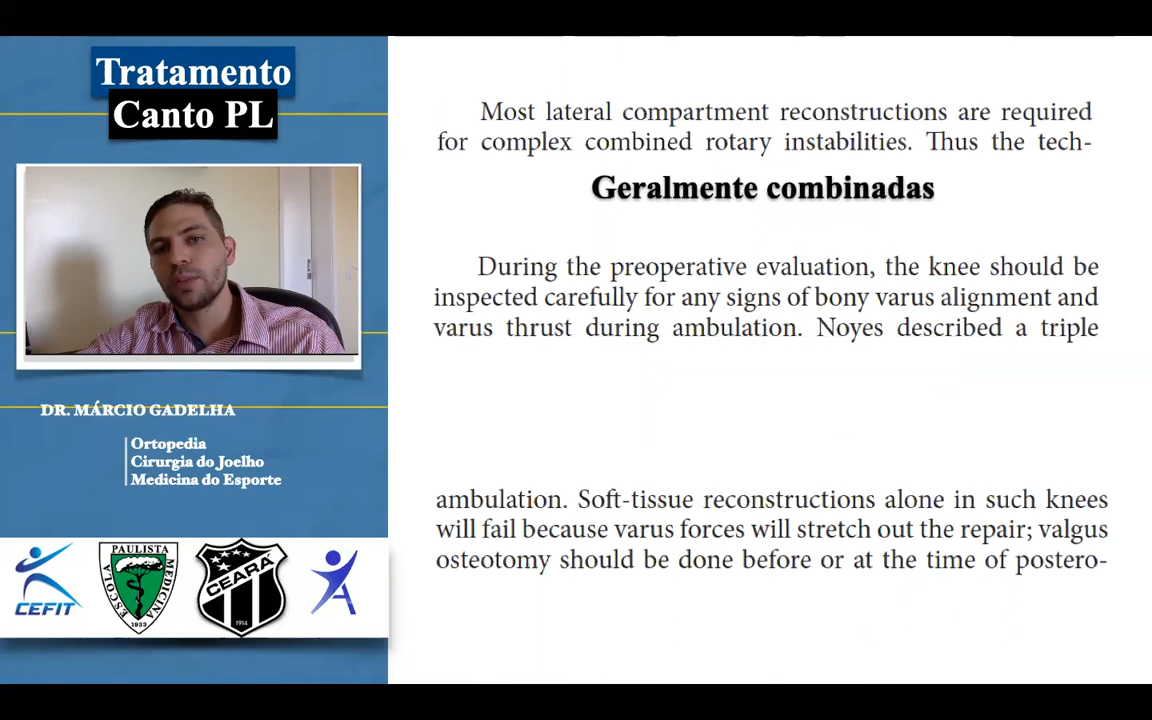 Tratamento
Canto PL
DR. MÁRCIO GADELHA
Ortopedia
Cirurgia do Joelho
Medicina do Esporte
CEFIT
PAULISTA
ESCOLA
MEDICINA
1933
CEARÁ
1914
A
Most lateral compartment reconstructions are required
for complex combined rotary instabilities. Thus the tech-
Geralmente combinadas
During the preoperative evaluation, the knee should be
inspected carefully for any signs of bony varus alignment and
varus thrust during ambulation. Noyes described a triple
ambulation. Soft-tissue reconstructions alone in such knees
will fail because varus forces will stretch out the repair; valgus
osteotomy should be done before or at the time of postero-